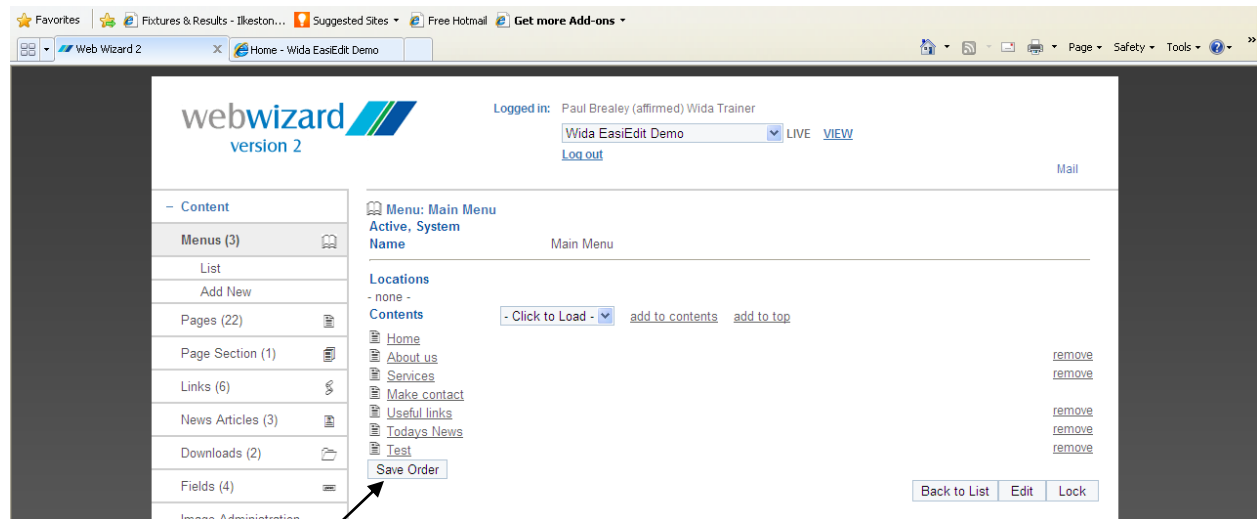 Favorites Fixtures & Results - Ilkeston... Suggested Sites Free Hotmail Get more Add-ons
Web Wizard 2 X Home - Wida EasiEdit Demo Page Safety Tools »
webwizard
version 2
Logged in: Paul Brealey (affirmed) Wida Trainer
Wida EasiEdit Demo LIVE VIEW
Log out
Mail
– Content
Menus (3)
List
Add New
Pages (22)
Page Section (1)
Links (6)
News Articles (3)
Downloads (2)
Fields (4)
Image Administration
Menu: Main Menu
Active, System
Name Main Menu
Locations
- none -
Contents - Click to Load - add to contents add to top
Home
About us remove
Services remove
Make contact
Useful links remove
Todays News remove
Test remove
Save Order
Back to List Edit Lock